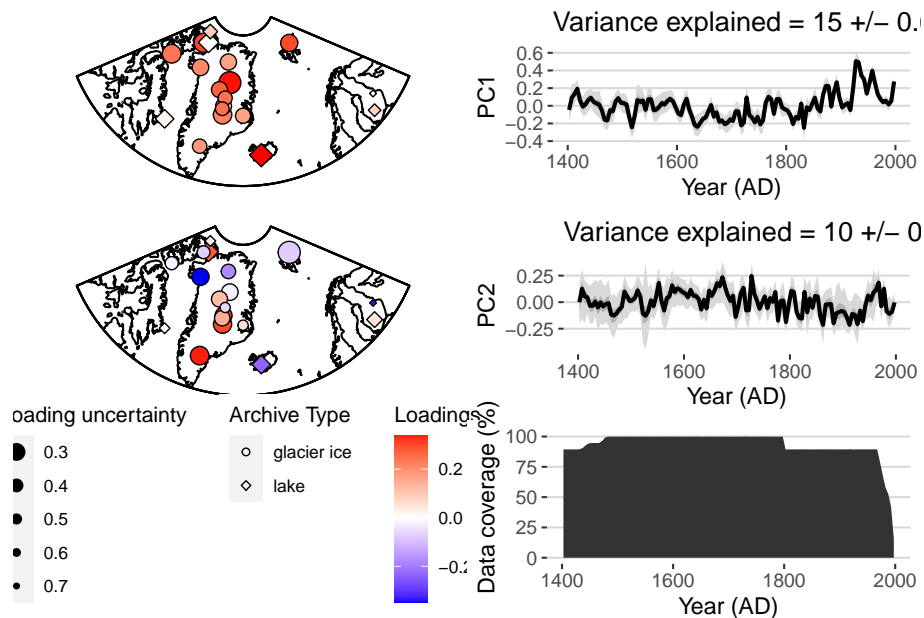 Variance explained = 15 +/- 0.
PC1
0.6
0.4
0.2
0.0
−0.2
−0.4
1400
1600
1800
2000
Year (AD)
Variance explained = 10 +/- 0
PC2
0.25
0.00
−0.25
1400
1600
1800
2000
Year (AD)
oading uncertainty
0.3
0.4
0.5
0.6
0.7
Archive Type
glacier ice
lake
Loadings
0.2
0.0
−0.2
Data coverage (%)
100
75
50
25
0
1400
1600
1800
2000
Year (AD)